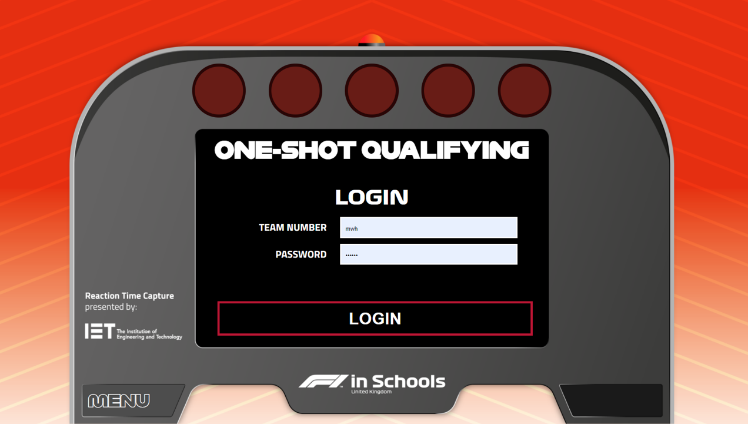 ONE-SHOT QUALIFYING
LOGIN
TEAM NUMBER mvh
PASSWORD ••••••
LOGIN
Reaction Time Capture
presented by:
IET The Institution of
Engineering and Technology
F1 in Schools
United Kingdom
MENU